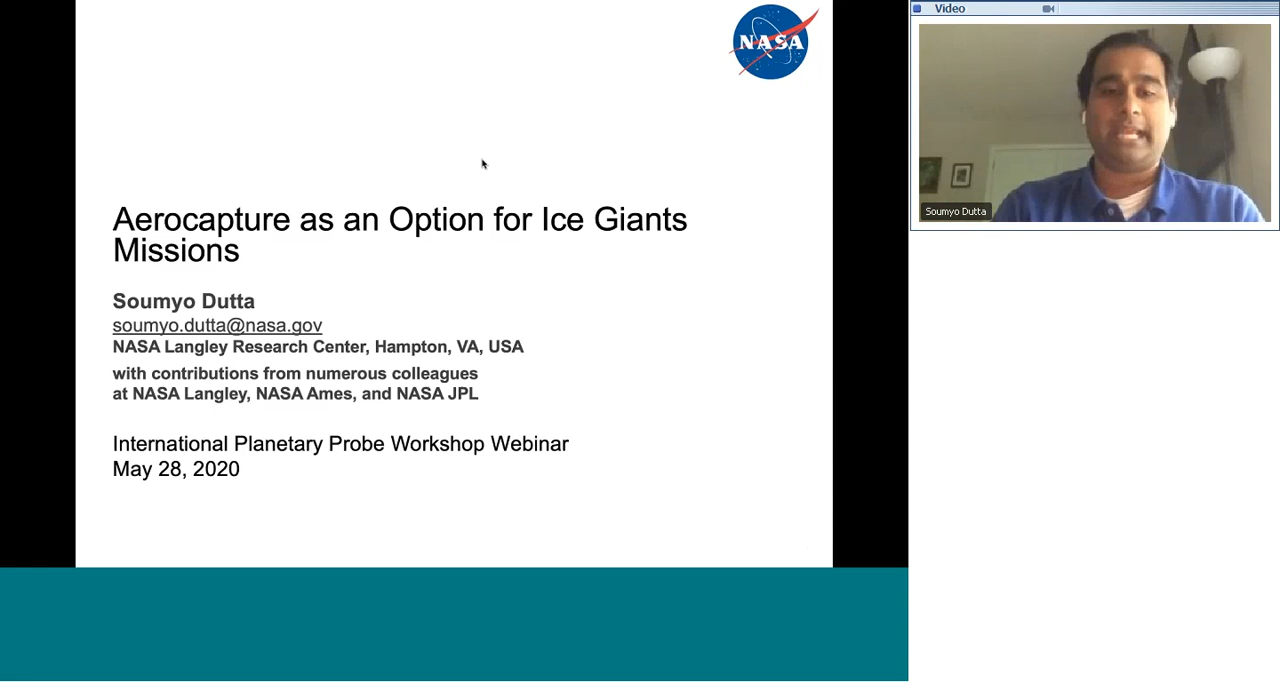 NASA
Aerocapture as an Option for Ice Giants
Missions
Soumyo Dutta
soumyo.dutta@nasa.gov
NASA Langley Research Center, Hampton, VA, USA
with contributions from numerous colleagues
at NASA Langley, NASA Ames, and NASA JPL
International Planetary Probe Workshop Webinar
May 28, 2020
Video
Soumyo Dutta